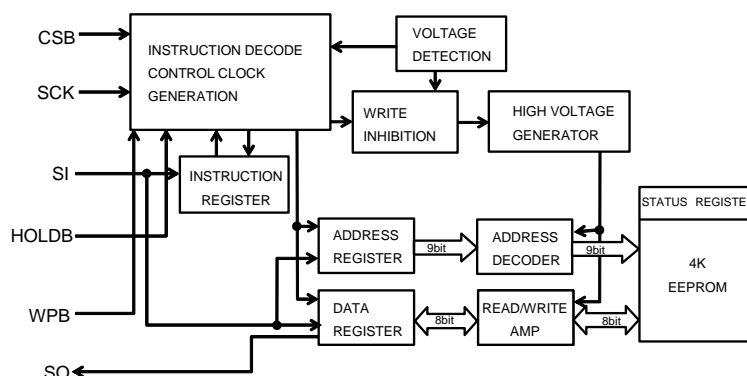 CSB
SCK
SI
HOLDB
WPB
SO
INSTRUCTION DECODE
CONTROL CLOCK
GENERATION
VOLTAGE
DETECTION
WRITE
INHIBITION
HIGH VOLTAGE
GENERATOR
INSTRUCTION
REGISTER
ADDRESS
REGISTER
9bit
ADDRESS
DECODER
9bit
DATA
REGISTER
8bit
READ/WRITE
AMP
8bit
STATUS REGISTER
4K
EEPROM